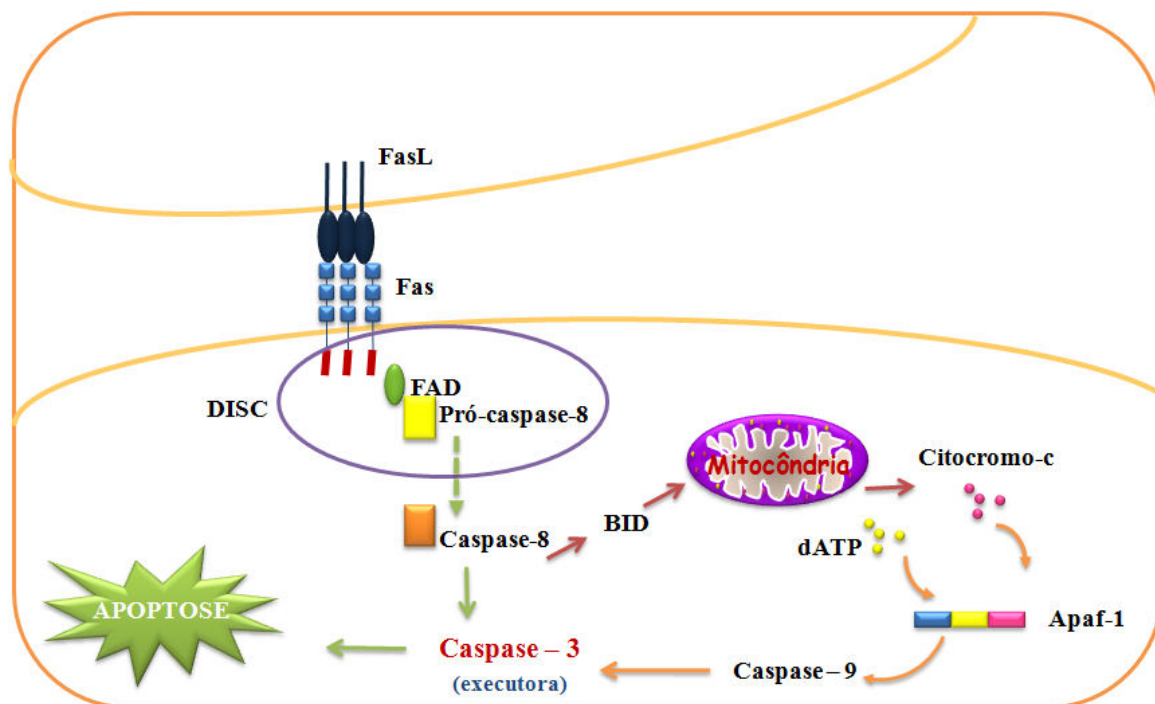 FasL
Fas
FAD
DISC
Pró-caspase-8
Mitocôndria
Citocromo-c
BID
Caspase-8
dATP
APOPTOSE
Apaf-1
Caspase – 3
Caspase – 9
(executora)